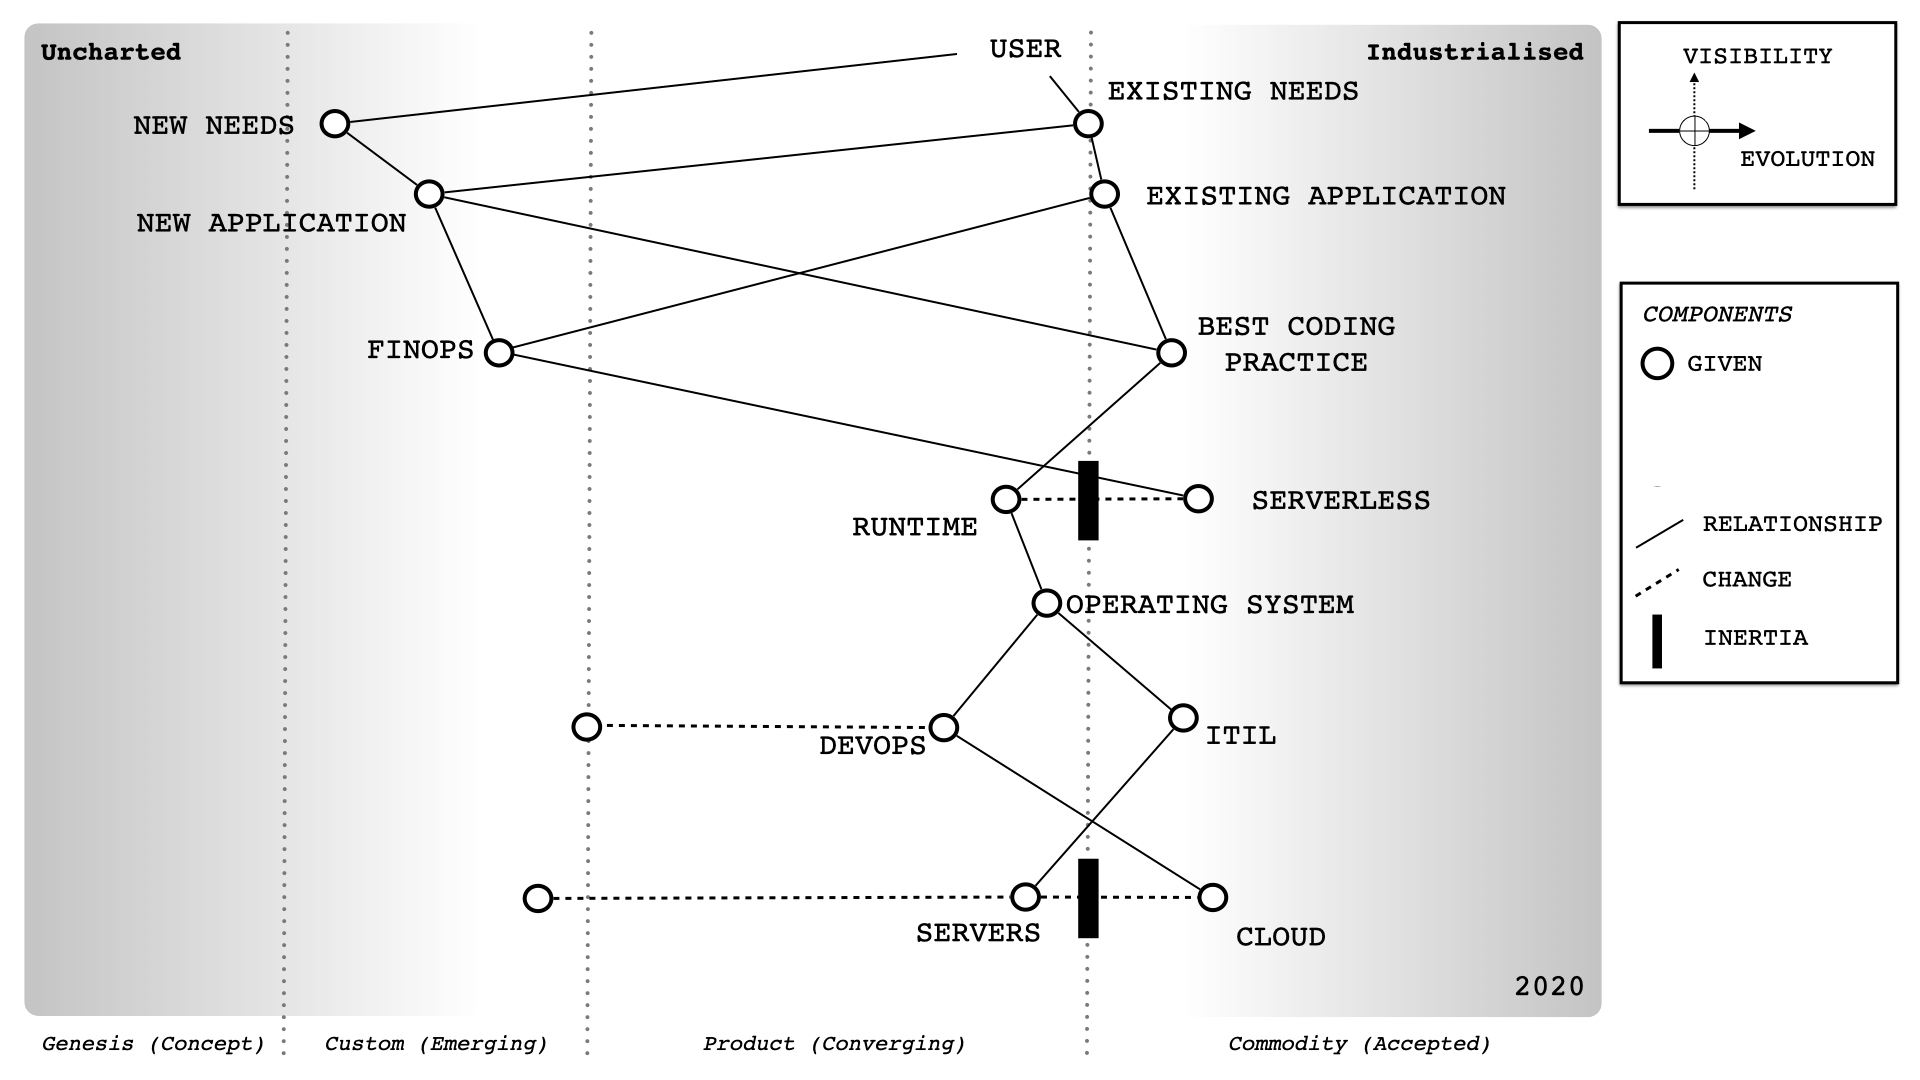 Uncharted
USER
Industrialised
EXISTING NEEDS
NEW NEEDS
EXISTING APPLICATION
NEW APPLICATION
FINOPS
BEST CODING
PRACTICE
SERVERLESS
RUNTIME
OPERATING SYSTEM
DEVOPS
ITIL
SERVERS
CLOUD
2020
Genesis (Concept)
Custom (Emerging)
Product (Converging)
Commodity (Accepted)
VISIBILITY
EVOLUTION
COMPONENTS
GIVEN
RELATIONSHIP
CHANGE
INERTIA